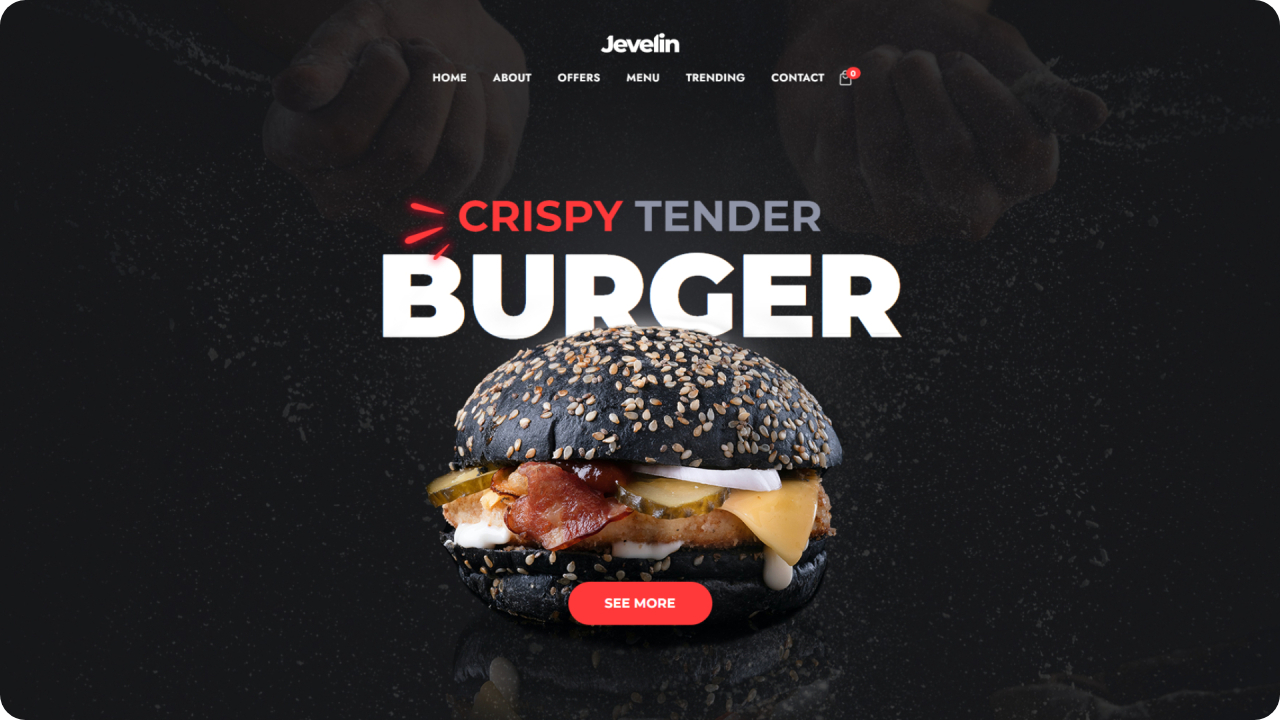 Jevelin
HOME ABOUT OFFERS MENU TRENDING CONTACT 0
CRISPY TENDER
BURGER
SEE MORE